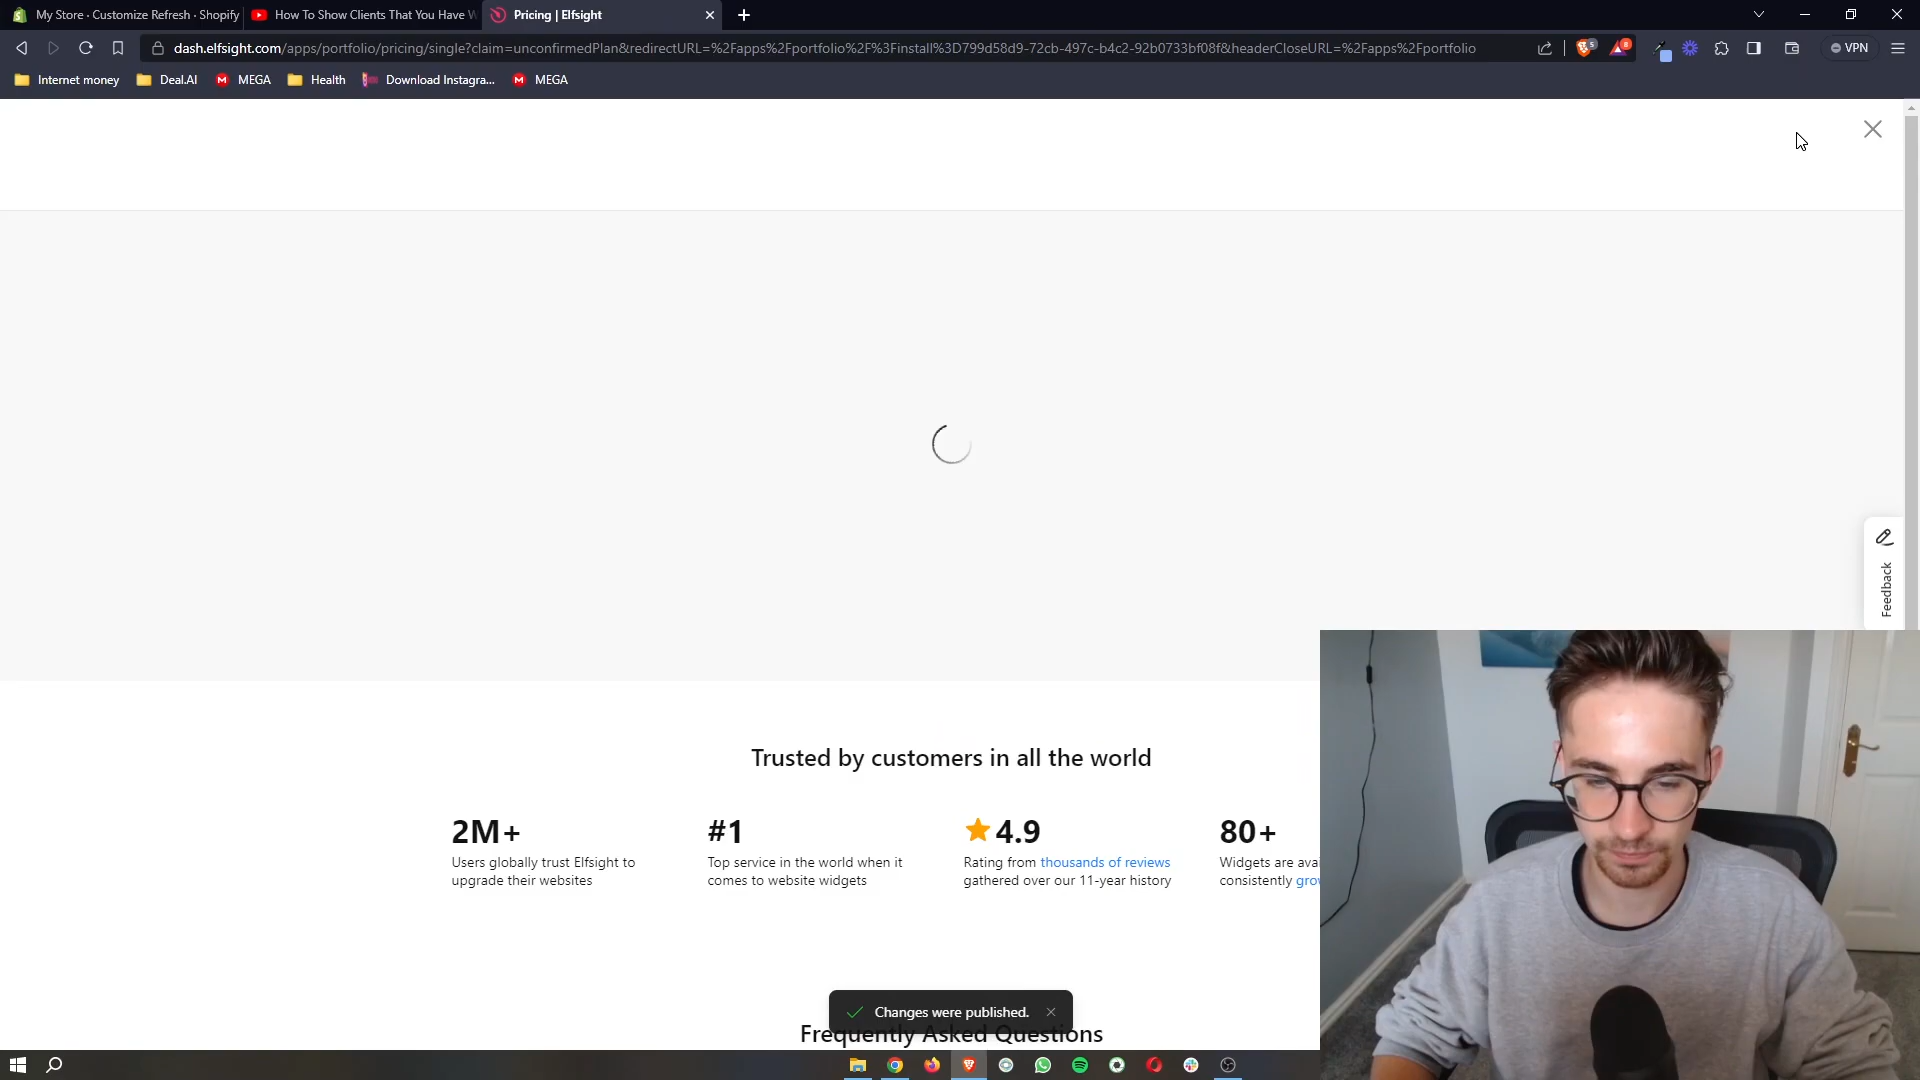 My Store · Customize Refresh · Shopify
How To Show Clients That You Have W
Pricing | Elfsight
dash.elfsight.com/apps/portfolio/pricing/single?claim=unconfirmedPlan&redirectURL=%2Fapps%2Fportfolio%2F%3Finstall%3D799d58d9-72cb-497c-b4c2-92b0733bf08f&headerCloseURL=%2Fapps%2Fportfolio
VPN
Internet money
Deal.AI
MEGA
Health
Download Instagra...
MEGA
Feedback
Trusted by customers in all the world
2M+
Users globally trust Elfsight to
upgrade their websites
#1
Top service in the world when it
comes to website widgets
4.9
Rating from thousands of reviews
gathered over our 11-year history
80+
Widgets are ava
consistently gro
Changes were published.
Frequently Asked Questions